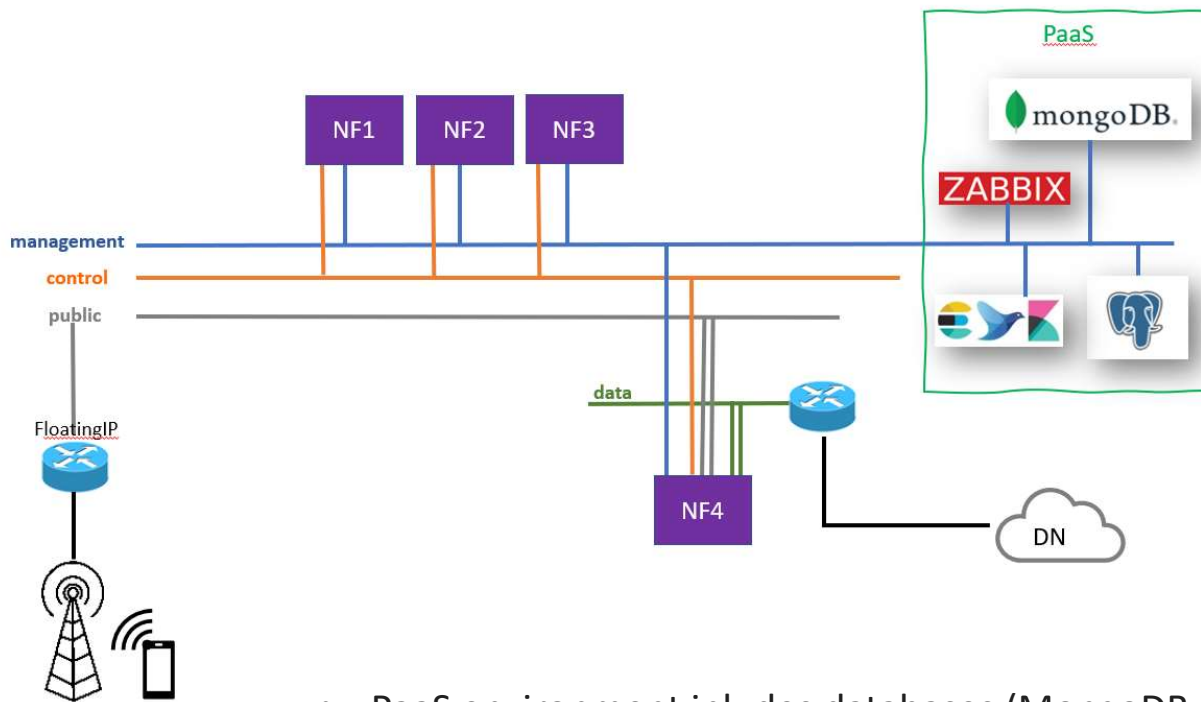 PaaS
mongoDB.
NF1
NF2
NF3
ZABBIX
management
control
public
data
FloatingIP
NF4
DN